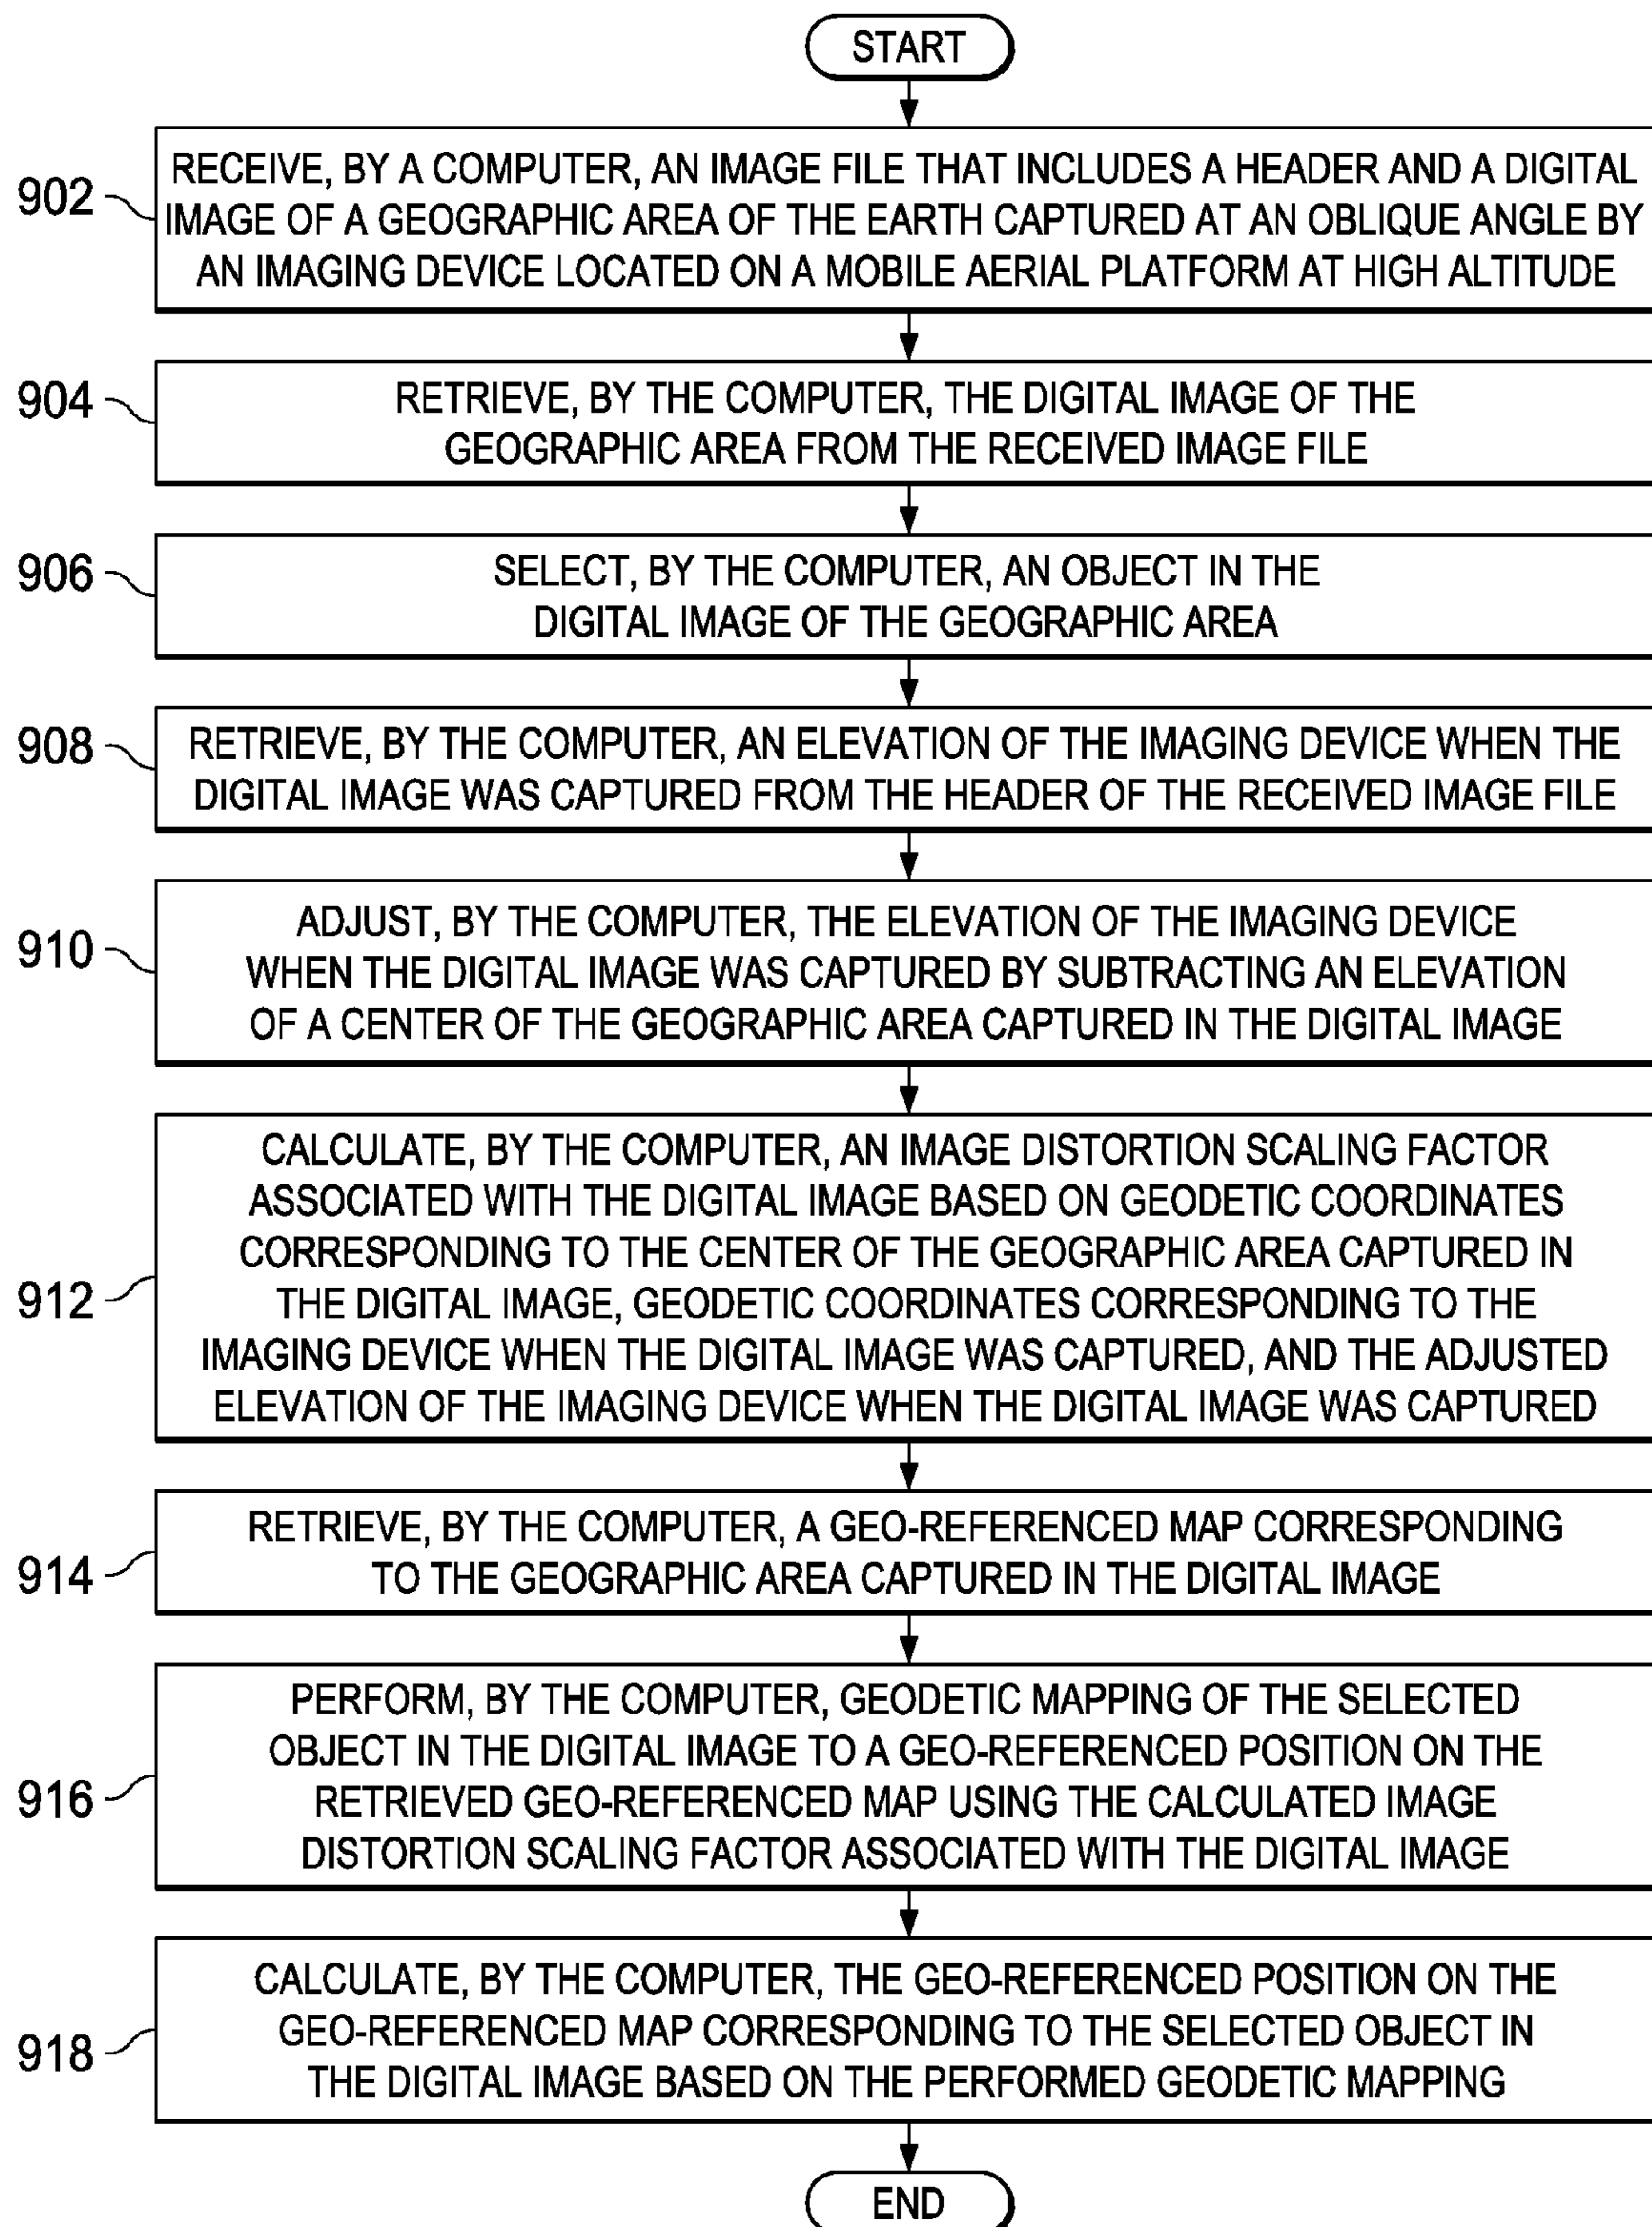 START
902
RECEIVE, BY A COMPUTER, AN IMAGE FILE THAT INCLUDES A HEADER AND A DIGITAL
IMAGE OF A GEOGRAPHIC AREA OF THE EARTH CAPTURED AT AN OBLIQUE ANGLE BY
AN IMAGING DEVICE LOCATED ON A MOBILE AERIAL PLATFORM AT HIGH ALTITUDE
904
RETRIEVE, BY THE COMPUTER, THE DIGITAL IMAGE OF THE
GEOGRAPHIC AREA FROM THE RECEIVED IMAGE FILE
906
SELECT, BY THE COMPUTER, AN OBJECT IN THE
DIGITAL IMAGE OF THE GEOGRAPHIC AREA
908
RETRIEVE, BY THE COMPUTER, AN ELEVATION OF THE IMAGING DEVICE WHEN THE
DIGITAL IMAGE WAS CAPTURED FROM THE HEADER OF THE RECEIVED IMAGE FILE
910
ADJUST, BY THE COMPUTER, THE ELEVATION OF THE IMAGING DEVICE
WHEN THE DIGITAL IMAGE WAS CAPTURED BY SUBTRACTING AN ELEVATION
OF A CENTER OF THE GEOGRAPHIC AREA CAPTURED IN THE DIGITAL IMAGE
912
CALCULATE, BY THE COMPUTER, AN IMAGE DISTORTION SCALING FACTOR
ASSOCIATED WITH THE DIGITAL IMAGE BASED ON GEODETIC COORDINATES
CORRESPONDING TO THE CENTER OF THE GEOGRAPHIC AREA CAPTURED IN
THE DIGITAL IMAGE, GEODETIC COORDINATES CORRESPONDING TO THE
IMAGING DEVICE WHEN THE DIGITAL IMAGE WAS CAPTURED, AND THE ADJUSTED
ELEVATION OF THE IMAGING DEVICE WHEN THE DIGITAL IMAGE WAS CAPTURED
914
RETRIEVE, BY THE COMPUTER, A GEO-REFERENCED MAP CORRESPONDING
TO THE GEOGRAPHIC AREA CAPTURED IN THE DIGITAL IMAGE
916
PERFORM, BY THE COMPUTER, GEODETIC MAPPING OF THE SELECTED
OBJECT IN THE DIGITAL IMAGE TO A GEO-REFERENCED POSITION ON THE
RETRIEVED GEO-REFERENCED MAP USING THE CALCULATED IMAGE
DISTORTION SCALING FACTOR ASSOCIATED WITH THE DIGITAL IMAGE
918
CALCULATE, BY THE COMPUTER, THE GEO-REFERENCED POSITION ON THE
GEO-REFERENCED MAP CORRESPONDING TO THE SELECTED OBJECT IN
THE DIGITAL IMAGE BASED ON THE PERFORMED GEODETIC MAPPING
END